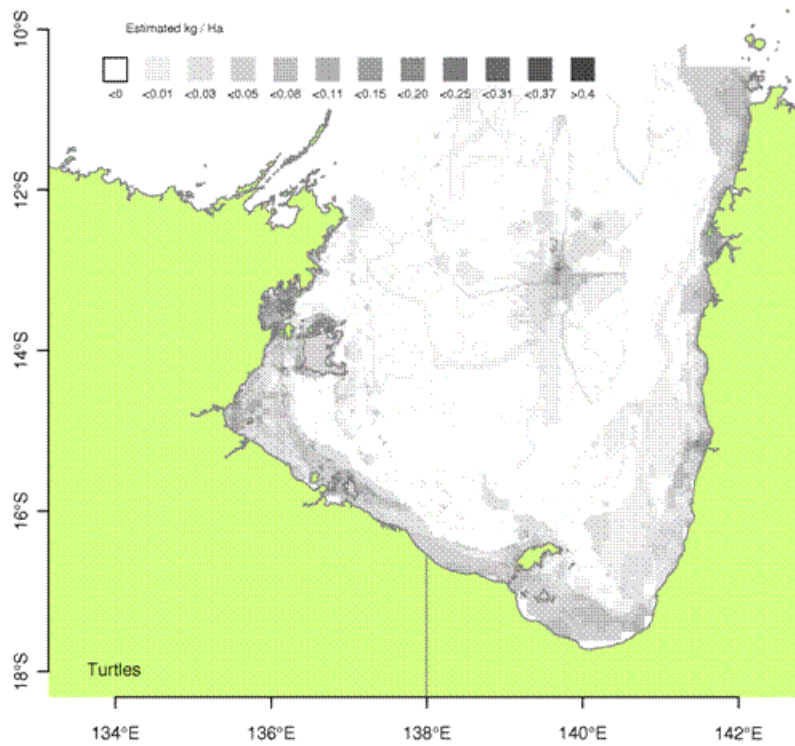 Estimated kg / Ha
<0 <0.01 <0.03 <0.05 <0.08 <0.11 <0.15 <0.20 <0.25 <0.31 <0.37 >0.4
10°S
12°S
14°S
16°S
18°S
Turtles
134°E 136°E 138°E 140°E 142°E